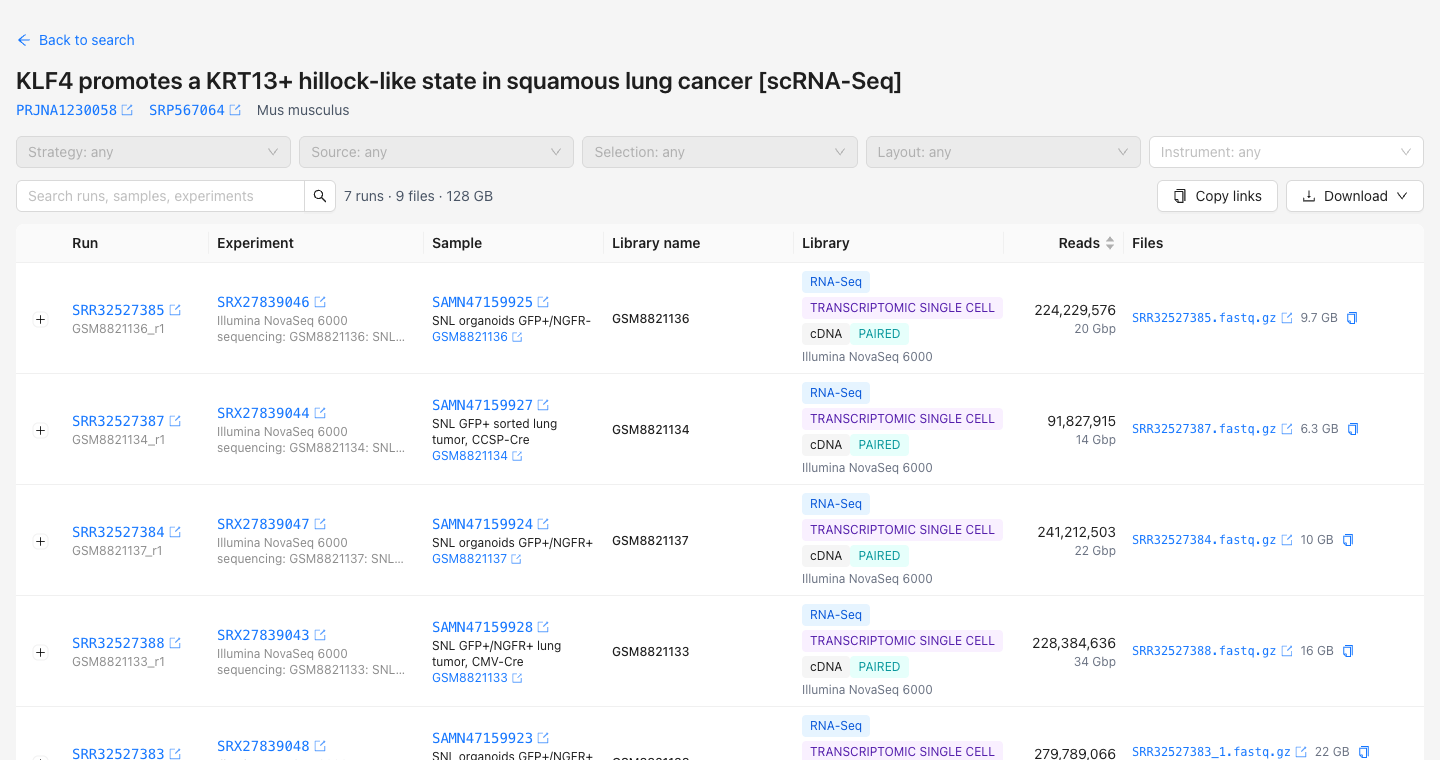 Back to search
KLF4 promotes a KRT13+ hillock-like state in squamous lung cancer [scRNA-Seq]
PRJNA1230058 SRP567064 Mus musculus
Strategy: any Source: any Selection: any Layout: any Instrument: any
Search runs, samples, experiments 7 runs · 9 files · 128 GB Copy links Download
Run Experiment Sample Library name Library Reads Files
SRR32527385
GSM8821136_r1
SRX27839046
Illumina NovaSeq 6000
sequencing: GSM8821136: SNL...
SAMN47159925
SNL organoids GFP+/NGFR-
GSM8821136
GSM8821136
RNA-Seq
TRANSCRIPTOMIC SINGLE CELL
cDNA PAIRED
Illumina NovaSeq 6000
224,229,576
20 Gbp
SRR32527385.fastq.gz 9.7 GB
SRR32527387
GSM8821134_r1
SRX27839044
Illumina NovaSeq 6000
sequencing: GSM8821134: SNL...
SAMN47159927
SNL GFP+ sorted lung
tumor, CCSP-Cre
GSM8821134
GSM8821134
RNA-Seq
TRANSCRIPTOMIC SINGLE CELL
cDNA PAIRED
Illumina NovaSeq 6000
91,827,915
14 Gbp
SRR32527387.fastq.gz 6.3 GB
SRR32527384
GSM8821137_r1
SRX27839047
Illumina NovaSeq 6000
sequencing: GSM8821137: SNL...
SAMN47159924
SNL organoids GFP+/NGFR+
GSM8821137
GSM8821137
RNA-Seq
TRANSCRIPTOMIC SINGLE CELL
cDNA PAIRED
Illumina NovaSeq 6000
241,212,503
22 Gbp
SRR32527384.fastq.gz 10 GB
SRR32527388
GSM8821133_r1
SRX27839043
Illumina NovaSeq 6000
sequencing: GSM8821133: SNL...
SAMN47159928
SNL GFP+/NGFR+ lung
tumor, CMV-Cre
GSM8821133
GSM8821133
RNA-Seq
TRANSCRIPTOMIC SINGLE CELL
cDNA PAIRED
Illumina NovaSeq 6000
228,384,636
34 Gbp
SRR32527388.fastq.gz 16 GB
SRR32527383
SRX27839048
SAMN47159923
SNL organoids GFP+/NGFR+
RNA-Seq
TRANSCRIPTOMIC SINGLE CELL
279,789,066
SRR32527383_1.fastq.gz 22 GB